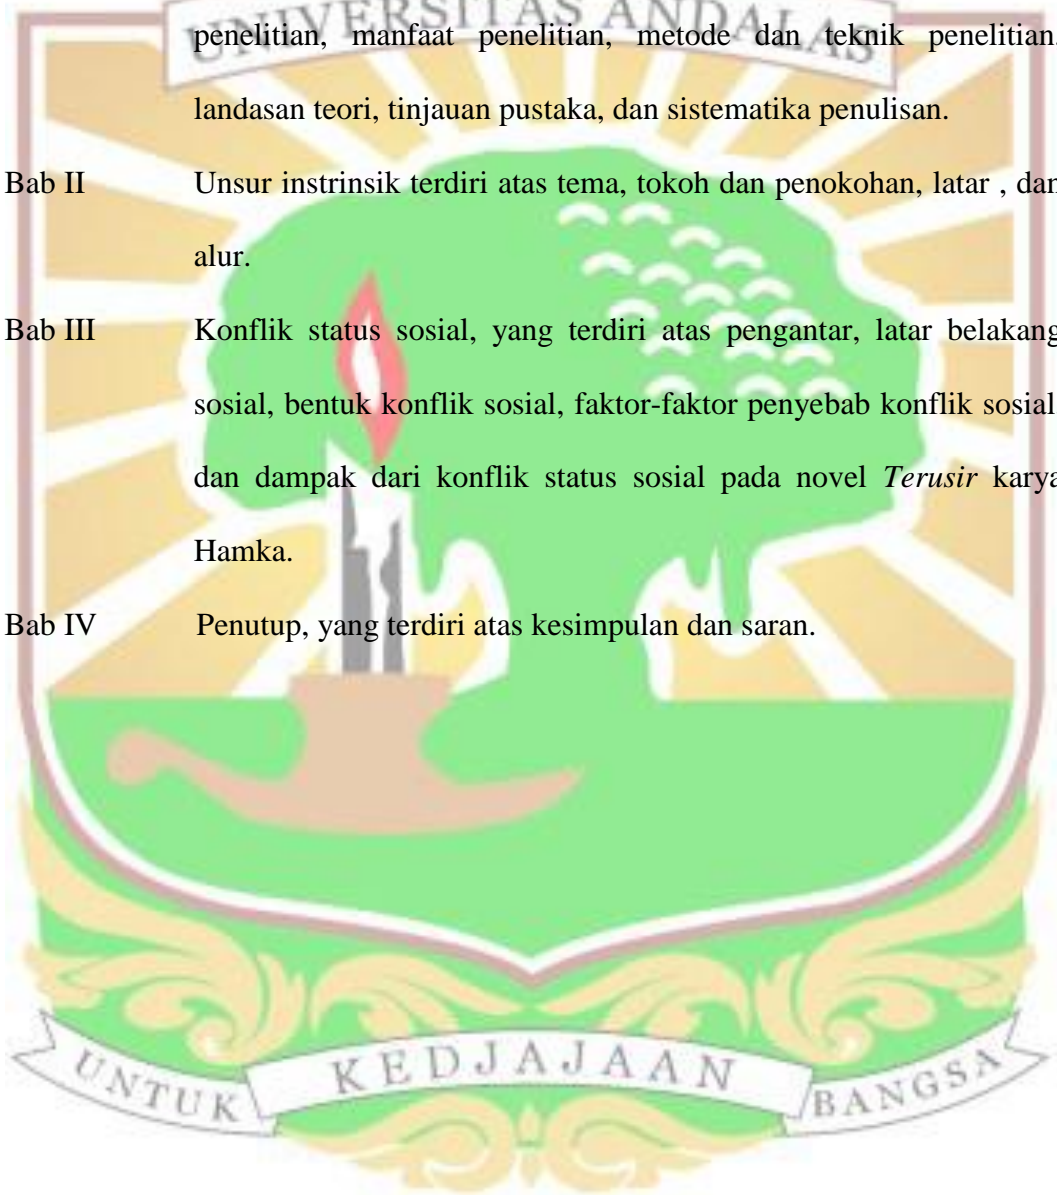 UNIVERSITAS ANDALAS
penelitian, manfaat penelitian, metode dan teknik penelitian,
landasan teori, tinjauan pustaka, dan sistematika penulisan.
Bab II Unsur instrinsik terdiri atas tema, tokoh dan penokohan, latar , dan
alur.
Bab III Konflik status sosial, yang terdiri atas pengantar, latar belakang
sosial, bentuk konflik sosial, faktor-faktor penyebab konflik sosial,
dan dampak dari konflik status sosial pada novel Terusir karya
Hamka.
Bab IV Penutup, yang terdiri atas kesimpulan dan saran.
UNTUK KEDJAJAAN BANGSA